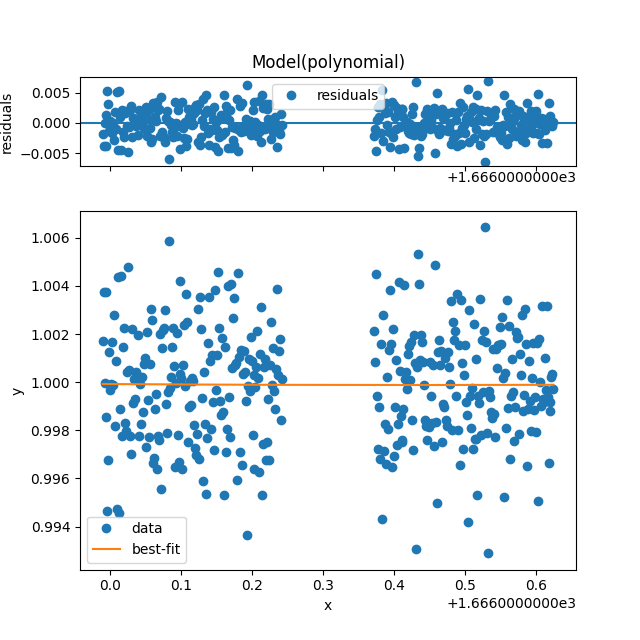 Model(polynomial)
residuals
0.005
0.000
−0.005
residuals
+1.6660000000e3
y
1.006
1.004
1.002
1.000
0.998
0.996
0.994
data
best-fit
0.0 0.1 0.2 0.3 0.4 0.5 0.6
x
+1.6660000000e3